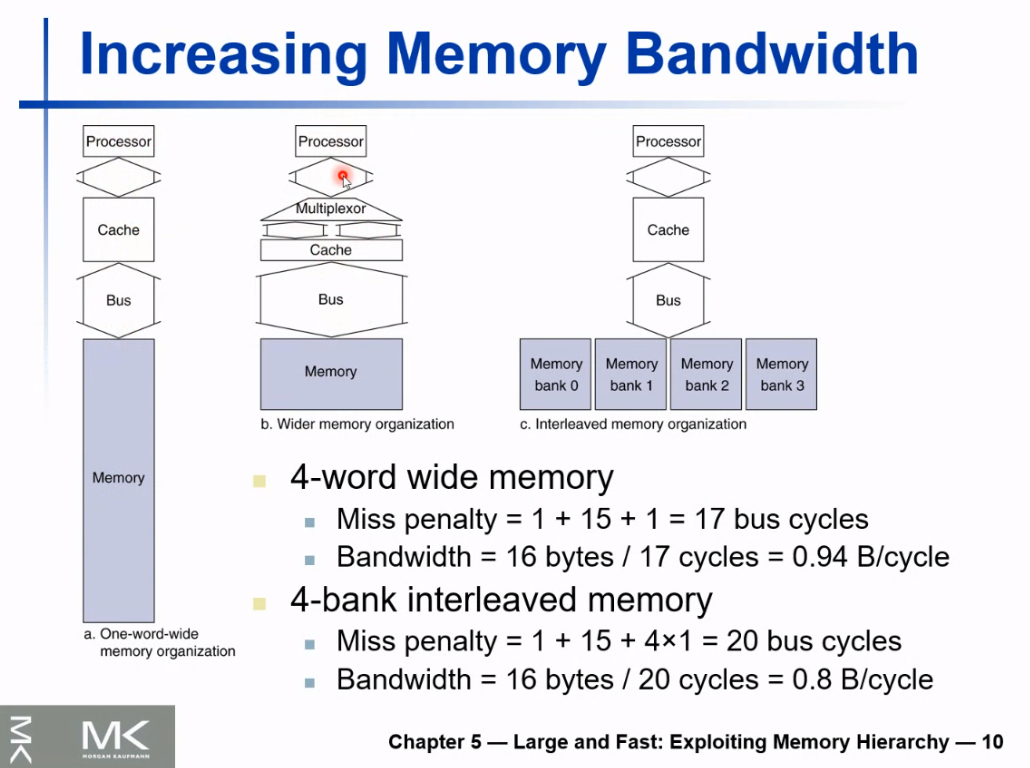 Increasing Memory Bandwidth
Processor
Cache
Bus
Memory
a. One-word-wide
memory organization
Processor
Multiplexor
Cache
Bus
Memory
b. Wider memory organization
Processor
Cache
Bus
Memory bank 0
Memory bank 1
Memory bank 2
Memory bank 3
c. Interleaved memory organization
4-word wide memory
Miss penalty = 1 + 15 + 1 = 17 bus cycles
Bandwidth = 16 bytes / 17 cycles = 0.94 B/cycle
4-bank interleaved memory
Miss penalty = 1 + 15 + 4×1 = 20 bus cycles
Bandwidth = 16 bytes / 20 cycles = 0.8 B/cycle
MK
MK
MORGAN KAUFMANN
Chapter 5 — Large and Fast: Exploiting Memory Hierarchy — 10